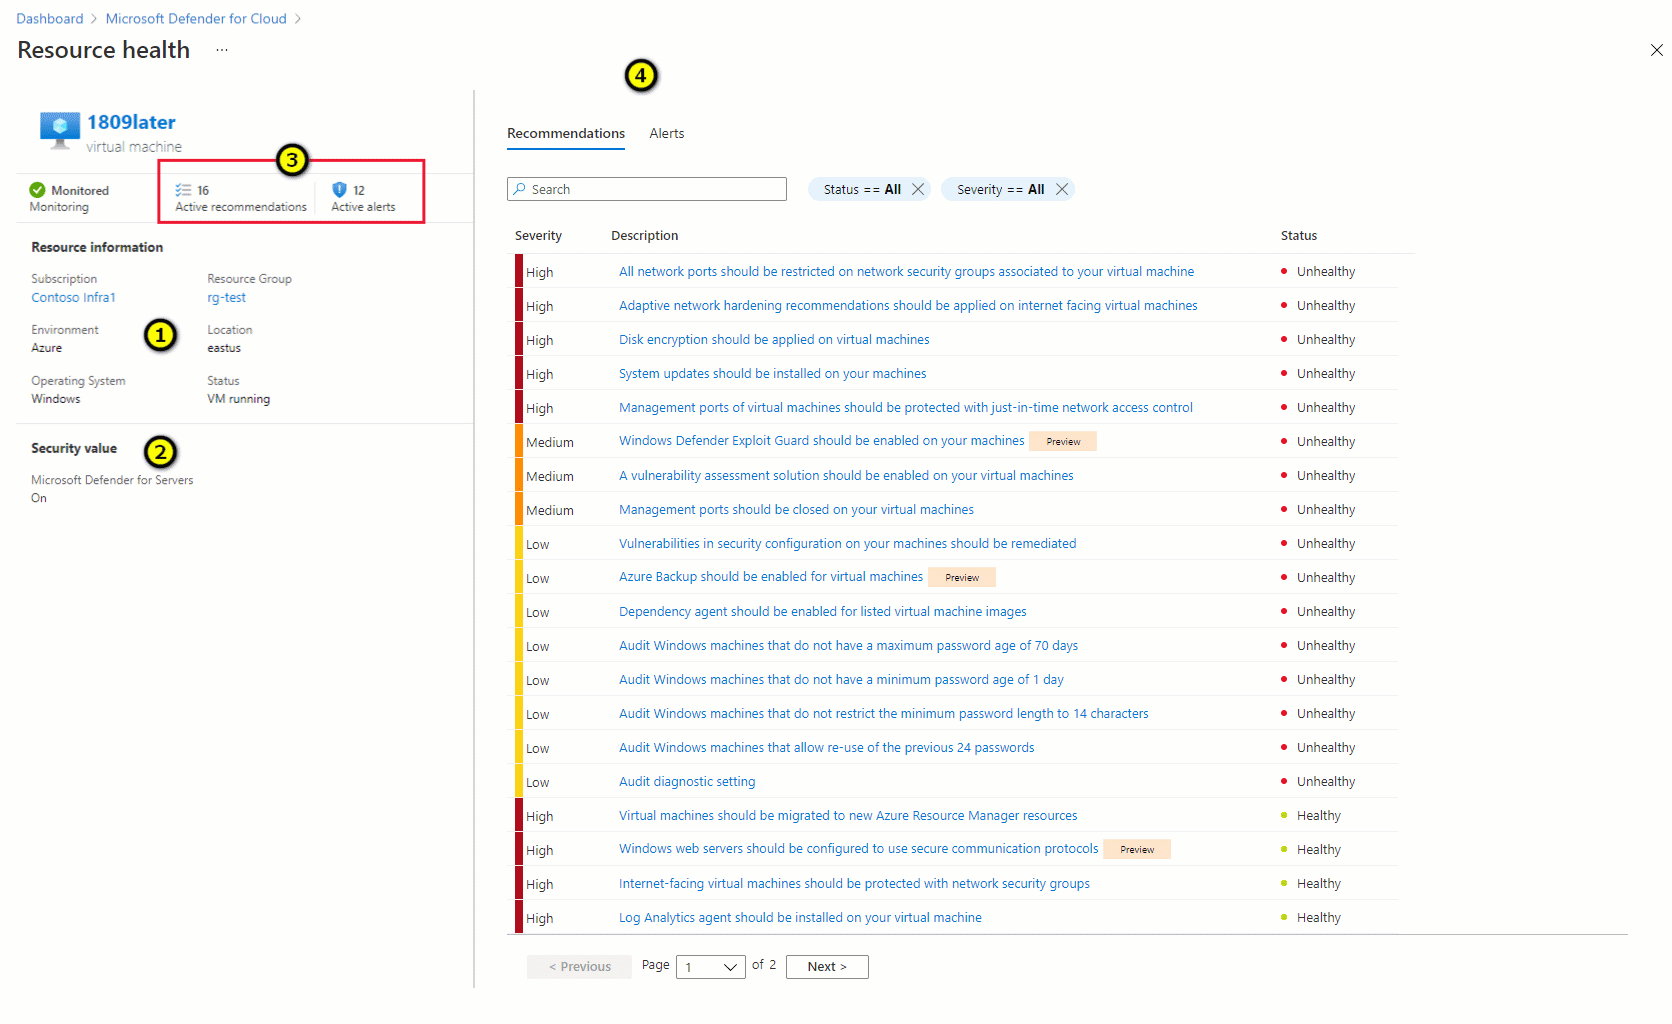 Dashboard > Microsoft Defender for Cloud >
Resource health ...
4
1809later
virtual machine
3
Monitored
Monitoring
16
Active recommendations
12
Active alerts
Resource information
Subscription
Contoso Infra1
Resource Group
rg-test
Environment
Azure
1
Location
eastus
Operating System
Windows
Status
VM running
Security value
2
Microsoft Defender for Servers
On
Recommendations Alerts
Search Status == All Severity == All
Severity Description Status
High All network ports should be restricted on network security groups associated to your virtual machine Unhealthy
High Adaptive network hardening recommendations should be applied on internet facing virtual machines Unhealthy
High Disk encryption should be applied on virtual machines Unhealthy
High System updates should be installed on your machines Unhealthy
High Management ports of virtual machines should be protected with just-in-time network access control Unhealthy
Medium Windows Defender Exploit Guard should be enabled on your machines Preview Unhealthy
Medium A vulnerability assessment solution should be enabled on your virtual machines Unhealthy
Medium Management ports should be closed on your virtual machines Unhealthy
Low Vulnerabilities in security configuration on your machines should be remediated Unhealthy
Low Azure Backup should be enabled for virtual machines Preview Unhealthy
Low Dependency agent should be enabled for listed virtual machine images Unhealthy
Low Audit Windows machines that do not have a maximum password age of 70 days Unhealthy
Low Audit Windows machines that do not have a minimum password age of 1 day Unhealthy
Low Audit Windows machines that do not restrict the minimum password length to 14 characters Unhealthy
Low Audit Windows machines that allow re-use of the previous 24 passwords Unhealthy
Low Audit diagnostic setting Unhealthy
High Virtual machines should be migrated to new Azure Resource Manager resources Healthy
High Windows web servers should be configured to use secure communication protocols Preview Healthy
High Internet-facing virtual machines should be protected with network security groups Healthy
High Log Analytics agent should be installed on your virtual machine Healthy
< Previous Page 1 of 2 Next >